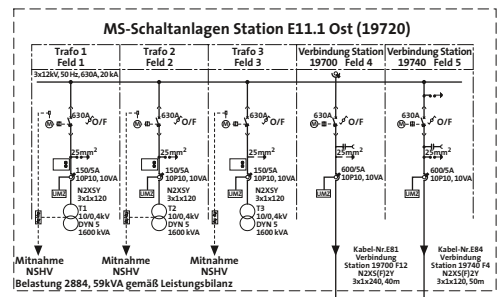 MS-Schaltanlagen Station E11.1 Ost (19720)
Trafo 1
Feld 1
Trafo 2
Feld 2
Trafo 3
Feld 3
Verbindung Station
19700 Feld 4
Verbindung Station
19740 Feld 5
3x12kV, 50 Hz, 630A, 20 kA
630A
O/F
630A
O/F
630A
O/F
630A
O/F
630A
O/F
25mm²
25mm²
25mm²
25mm²
25mm²
150/5A
10P10, 10VA
150/5A
10P10, 10VA
150/5A
10P10, 10VA
600/5A
10P10, 10VA
600/5A
10P10, 10VA
UMZ
UMZ
UMZ
UMZ
UMZ
N2XSY
3x1x120
N2XSY
3x1x120
N2XSY
3x1x120
T1
10/0,4kV
DYN 5
1600 kVA
T2
10/0,4kV
DYN 5
1600 kVA
T3
10/0,4kV
DYN 5
1600 kVA
Mitnahme
NSHV
Mitnahme
NSHV
Mitnahme
NSHV
Belastung 2884, 59kVA gemäß Leistungsbilanz
Kabel-Nr.E81
Verbindung
Station 19700 F12
N2XS(F)2Y
3x1x240, 40m
Kabel-Nr.E84
Verbindung
Station 19740 F4
N2XS(F)2Y
3x1x120, 50m